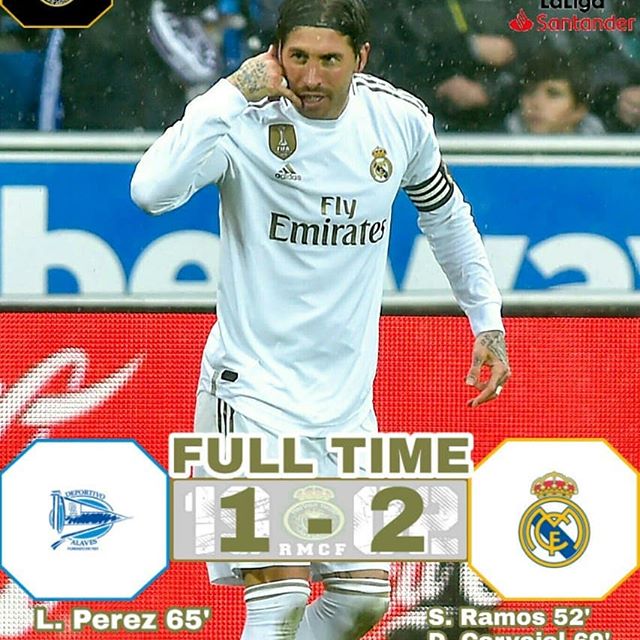 LaLiga
Santander
FIFA
adidas
Fly
Emirates
FULL TIME
1 - 2
RMCF
DEPORTIVO
ALAVES
L. Perez 65'
S. Ramos 52'
D. Carvajal 69'